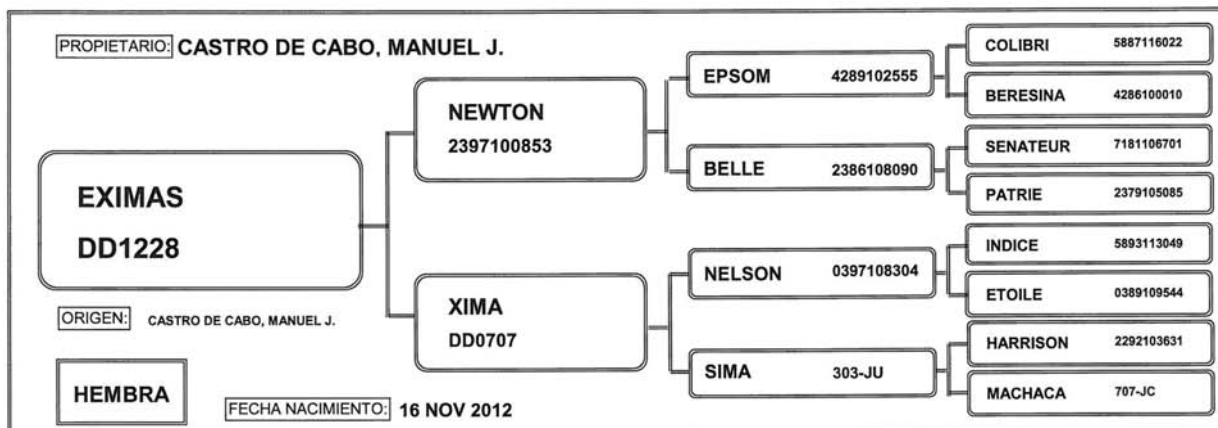 PROPIETARIO: CASTRO DE CABO, MANUEL J.
EXIMAS
DD1228
ORIGEN: CASTRO DE CABO, MANUEL J.
HEMBRA
FECHA NACIMIENTO: 16 NOV 2012
NEWTON
2397100853
XIMA
DD0707
EPSOM 4289102555
BELLE 2386108090
NELSON 0397108304
SIMA 303-JU
COLIBRI 5887116022
BERESINA 4286100010
SENATEUR 7181106701
PATRIE 2379105085
INDICE 5893113049
ETOILE 0389109544
HARRISON 2292103631
MACHACA 707-JC